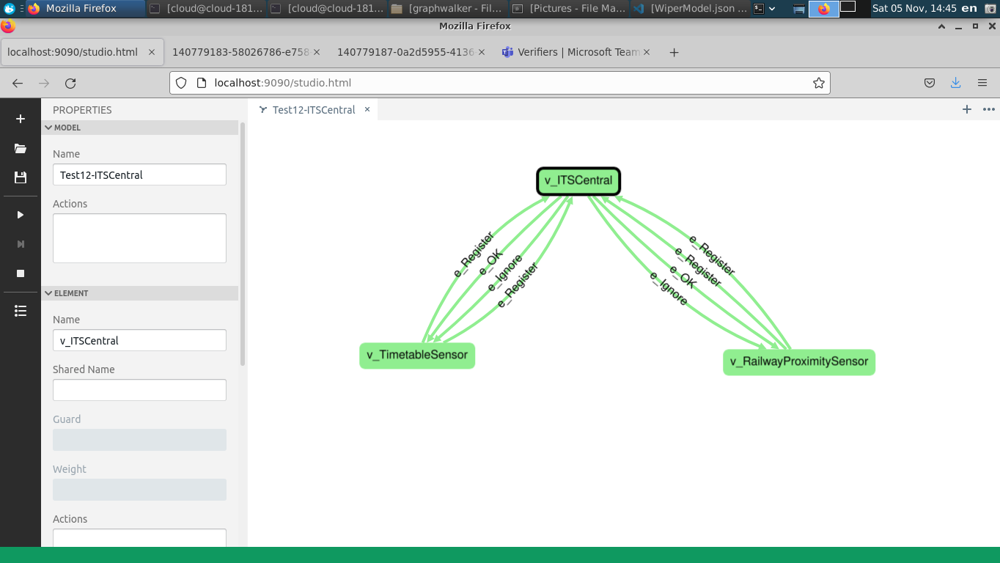 Mozilla Firefox
[cloud@cloud-181...
[cloud@cloud-181...
[graphwalker - Fil...
[Pictures - File Ma...
[WiperModel.json ...
Sat 05 Nov, 14:45 en
Mozilla Firefox
localhost:9090/studio.html
140779183-58026786-e758
140779187-0a2d5955-4136
Verifiers | Microsoft Team
localhost:9090/studio.html
PROPERTIES
Test12-ITSCentral
MODEL
Name
Test12-ITSCentral
Actions
ELEMENT
Name
v_ITSCentral
Shared Name
Guard
Weight
Actions
v_ITSCentral
e_Register
e_OK
e_Ignore
e_Register
e_Register
e_Register
e_OK
e_Ignore
v_TimetableSensor
v_RailwayProximitySensor